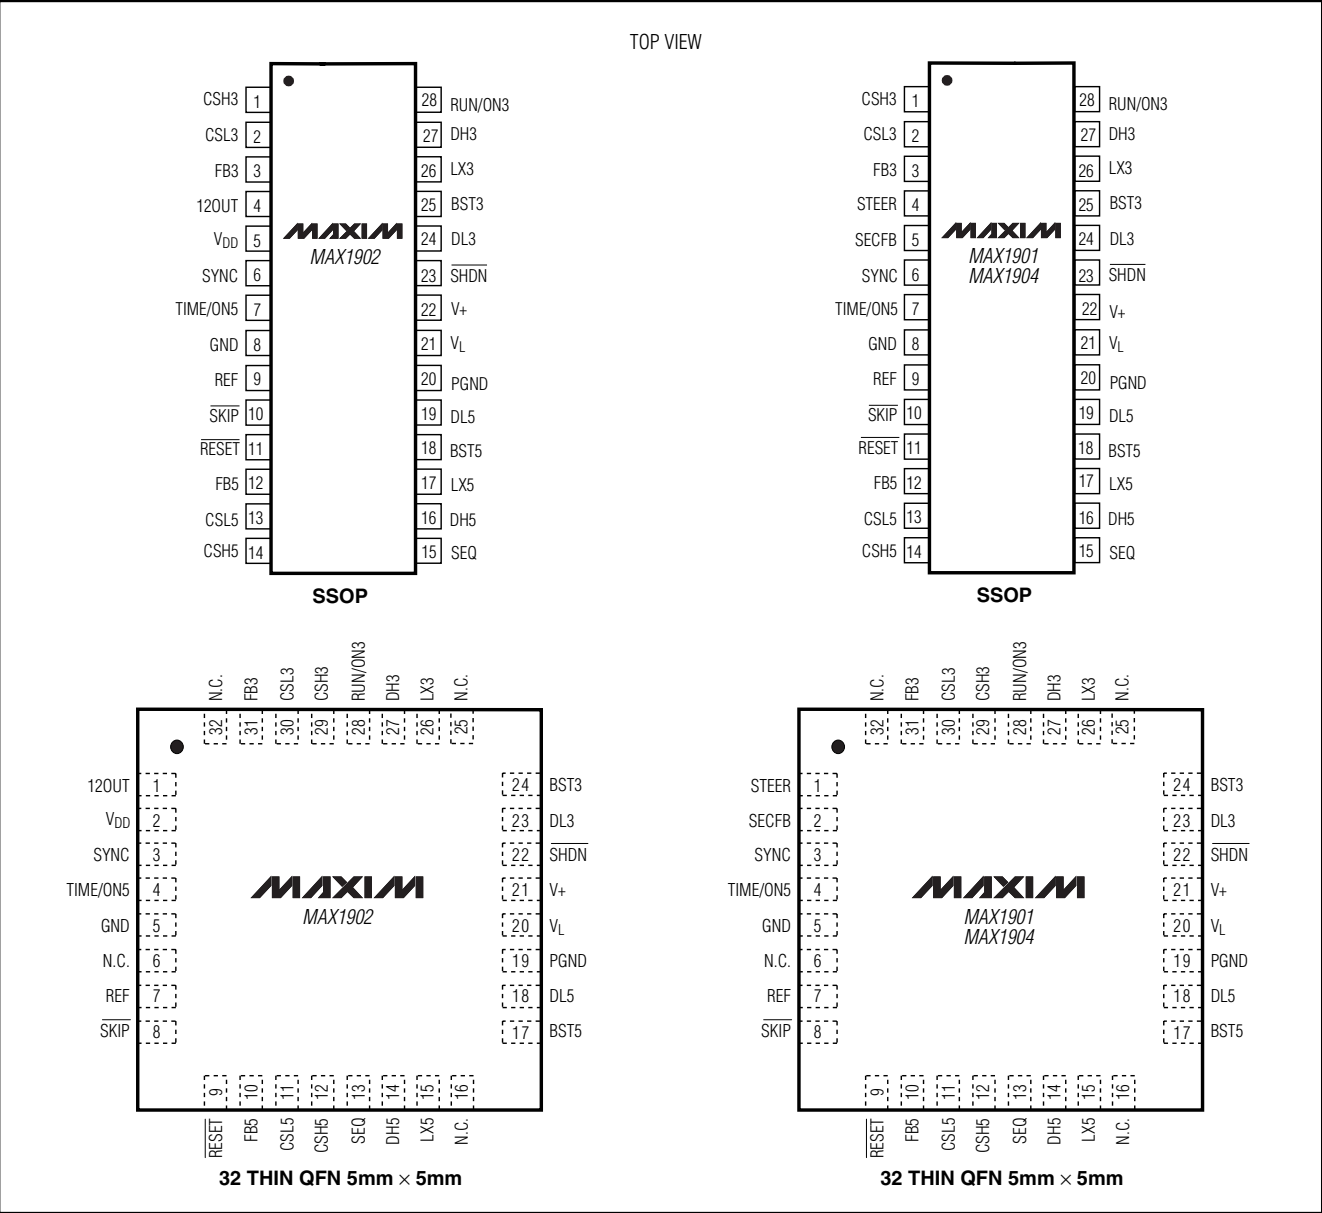 TOP VIEW
CSH3 1
CSL3 2
FB3 3
12OUT 4
VDD 5
SYNC 6
TIME/ON5 7
GND 8
REF 9
SKIP 10
RESET 11
FB5 12
CSL5 13
CSH5 14
MAXIM
MAX1902
28 RUN/ON3
27 DH3
26 LX3
25 BST3
24 DL3
23 SHDN
22 V+
21 VL
20 PGND
19 DL5
18 BST5
17 LX5
16 DH5
15 SEQ
SSOP
CSH3 1
CSL3 2
FB3 3
STEER 4
SECFB 5
SYNC 6
TIME/ON5 7
GND 8
REF 9
SKIP 10
RESET 11
FB5 12
CSL5 13
CSH5 14
MAXIM
MAX1901
MAX1904
28 RUN/ON3
27 DH3
26 LX3
25 BST3
24 DL3
23 SHDN
22 V+
21 VL
20 PGND
19 DL5
18 BST5
17 LX5
16 DH5
15 SEQ
SSOP
N.C. 32
FB3 31
CSL3 30
CSH3 29
RUN/ON3 28
DH3 27
LX3 26
N.C. 25
12OUT 1
VDD 2
SYNC 3
TIME/ON5 4
GND 5
N.C. 6
REF 7
SKIP 8
MAXIM
MAX1902
24 BST3
23 DL3
22 SHDN
21 V+
20 VL
19 PGND
18 DL5
17 BST5
9 RESET
10 FB5
11 CSL5
12 CSH5
13 SEQ
14 DH5
15 LX5
16 N.C.
32 THIN QFN 5mm × 5mm
N.C. 32
FB3 31
CSL3 30
CSH3 29
RUN/ON3 28
DH3 27
LX3 26
N.C. 25
STEER 1
SECFB 2
SYNC 3
TIME/ON5 4
GND 5
N.C. 6
REF 7
SKIP 8
MAXIM
MAX1901
MAX1904
24 BST3
23 DL3
22 SHDN
21 V+
20 VL
19 PGND
18 DL5
17 BST5
9 RESET
10 FB5
11 CSL5
12 CSH5
13 SEQ
14 DH5
15 LX5
16 N.C.
32 THIN QFN 5mm × 5mm